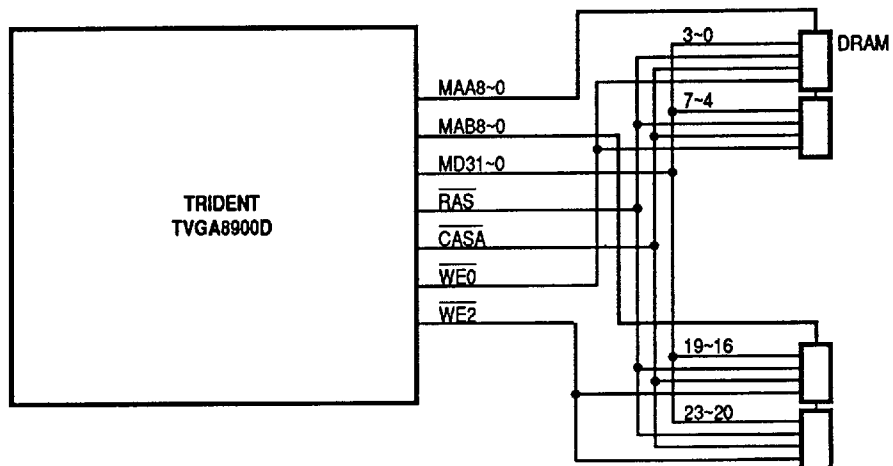 3~0
DRAM
MAA8~0
7~4
MAB8~0
MD31~0
TRIDENT
TVGA8900D
RAS
CASA
WE0
WE2
19~16
23~20